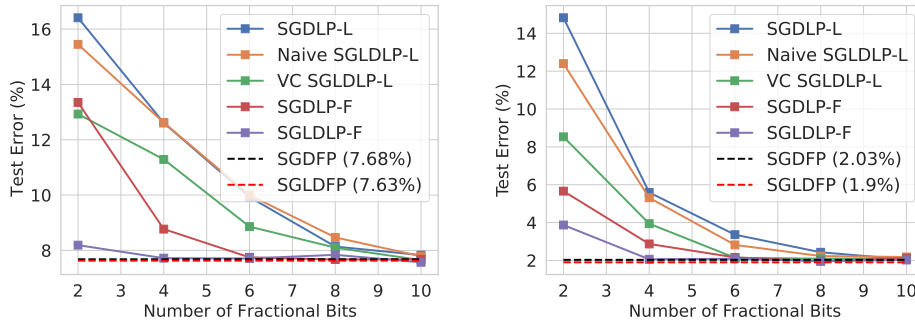 16
14
12
10
8
Test Error (%)
2 3 4 5 6 7 8 9 10
Number of Fractional Bits
SGDLP-L
Naive SGLDLP-L
VC SGLDLP-L
SGDLP-F
SGLDLP-F
SGDFP (7.68%)
SGLDFP (7.63%)
14
12
10
8
6
4
2
Test Error (%)
2 3 4 5 6 7 8 9 10
Number of Fractional Bits
SGDLP-L
Naive SGLDLP-L
VC SGLDLP-L
SGDLP-F
SGLDLP-F
SGDFP (2.03%)
SGLDFP (1.9%)